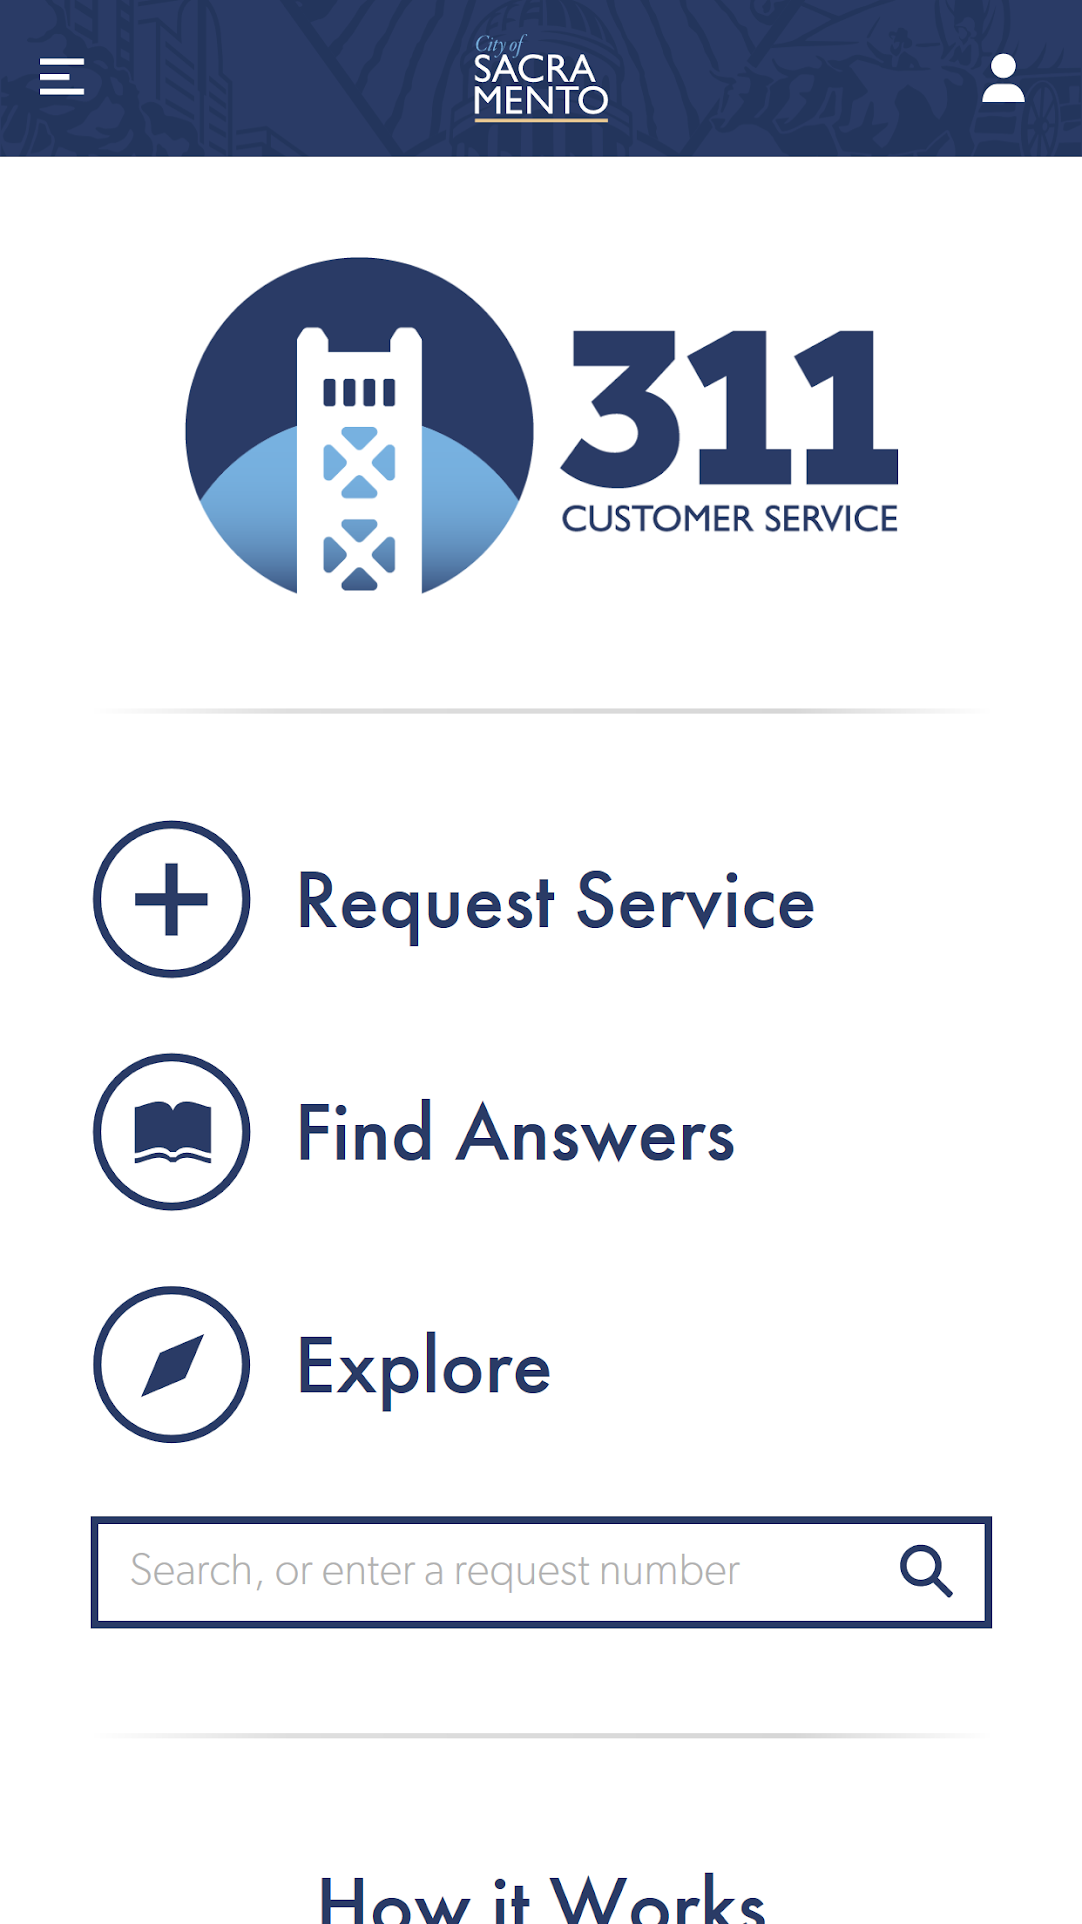 City of
SACRA
MENTO
311
CUSTOMER SERVICE
Request Service
Find Answers
Explore
Search, or enter a request number
How it Works